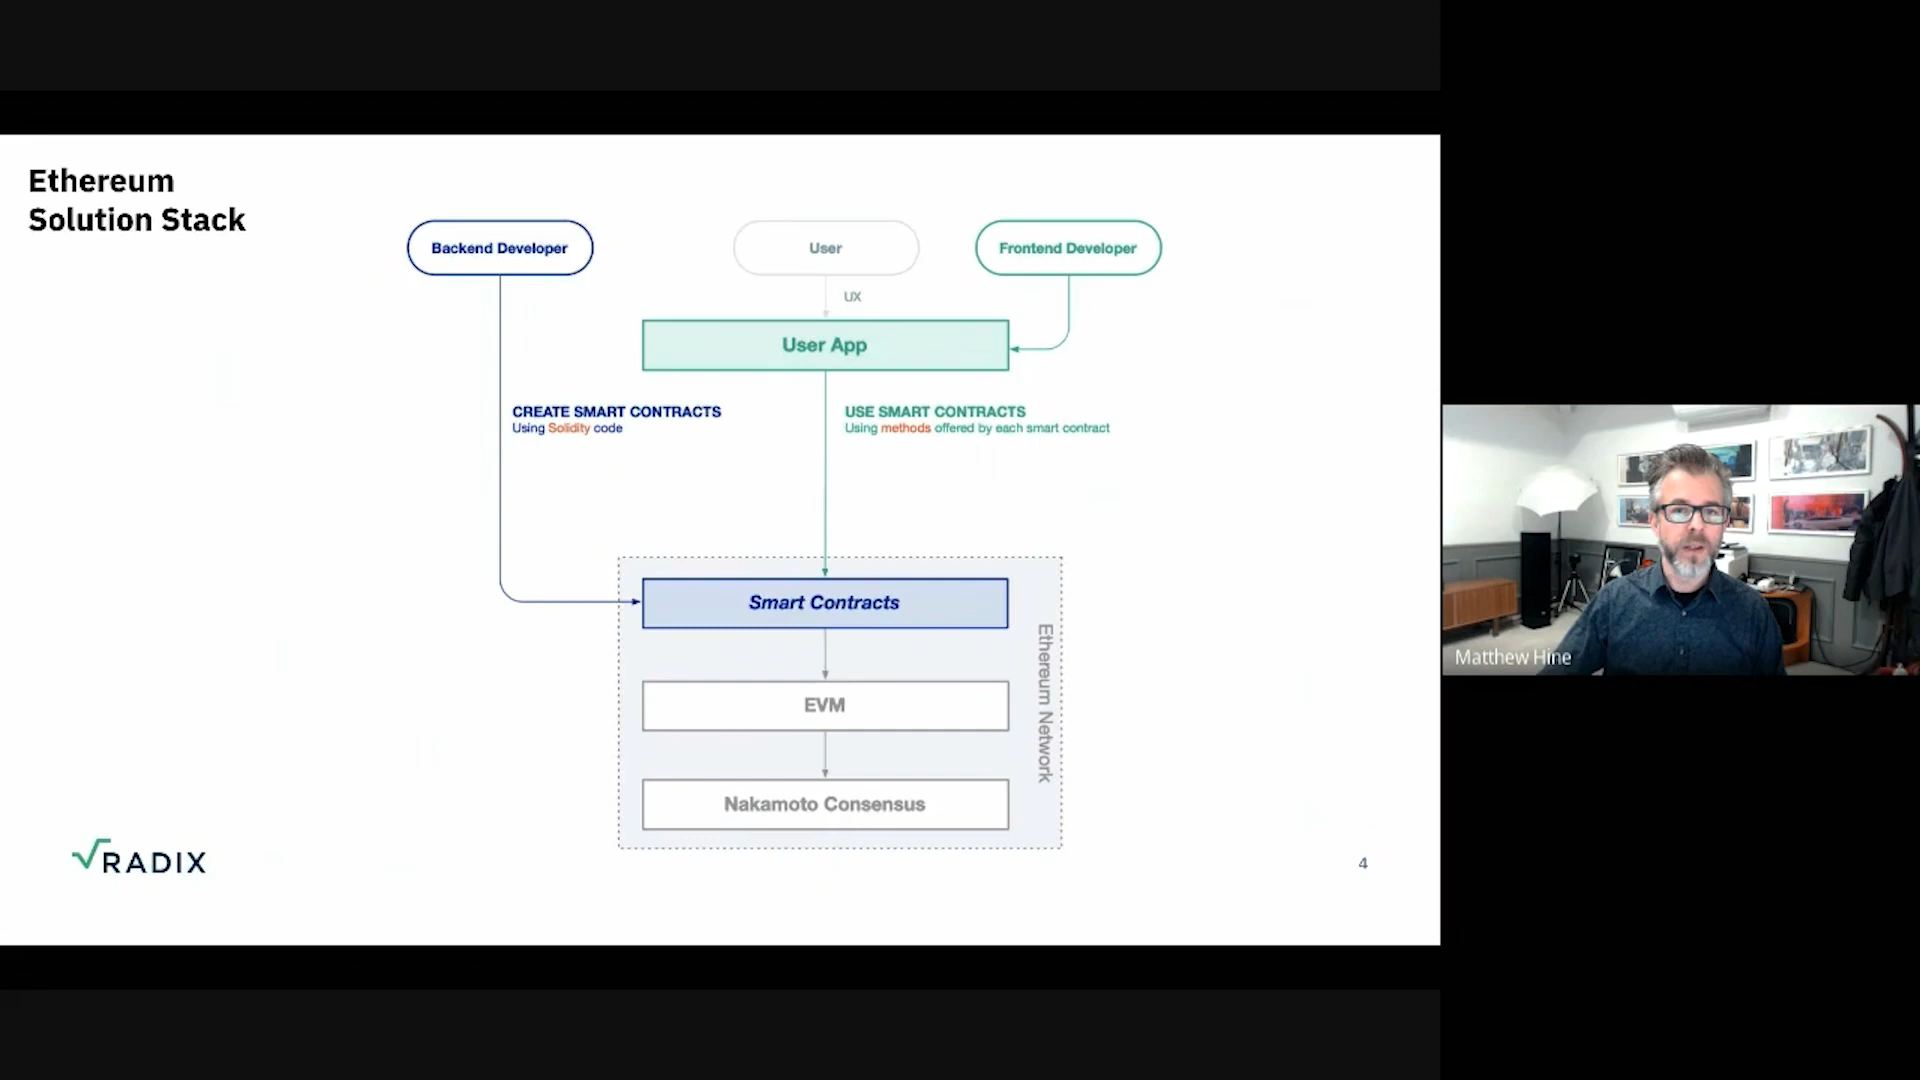 Ethereum
Solution Stack
Backend Developer
User
Frontend Developer
UX
User App
CREATE SMART CONTRACTS
Using Solidity code
USE SMART CONTRACTS
Using methods offered by each smart contract
Smart Contracts
EVM
Nakamoto Consensus
Ethereum Network
RADIX
4
Matthew Hine